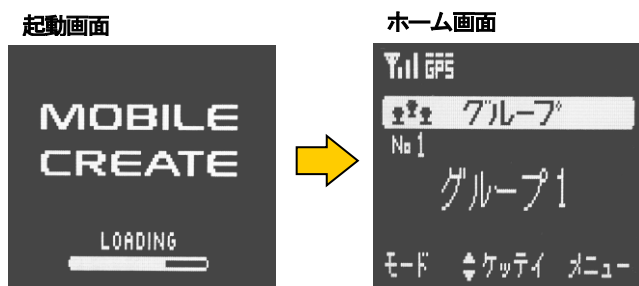 起動画面
MOBILE
CREATE
LOADING
ホーム画面
GPS
グループ
No1
グループ1
モード ケッテイ メニュー